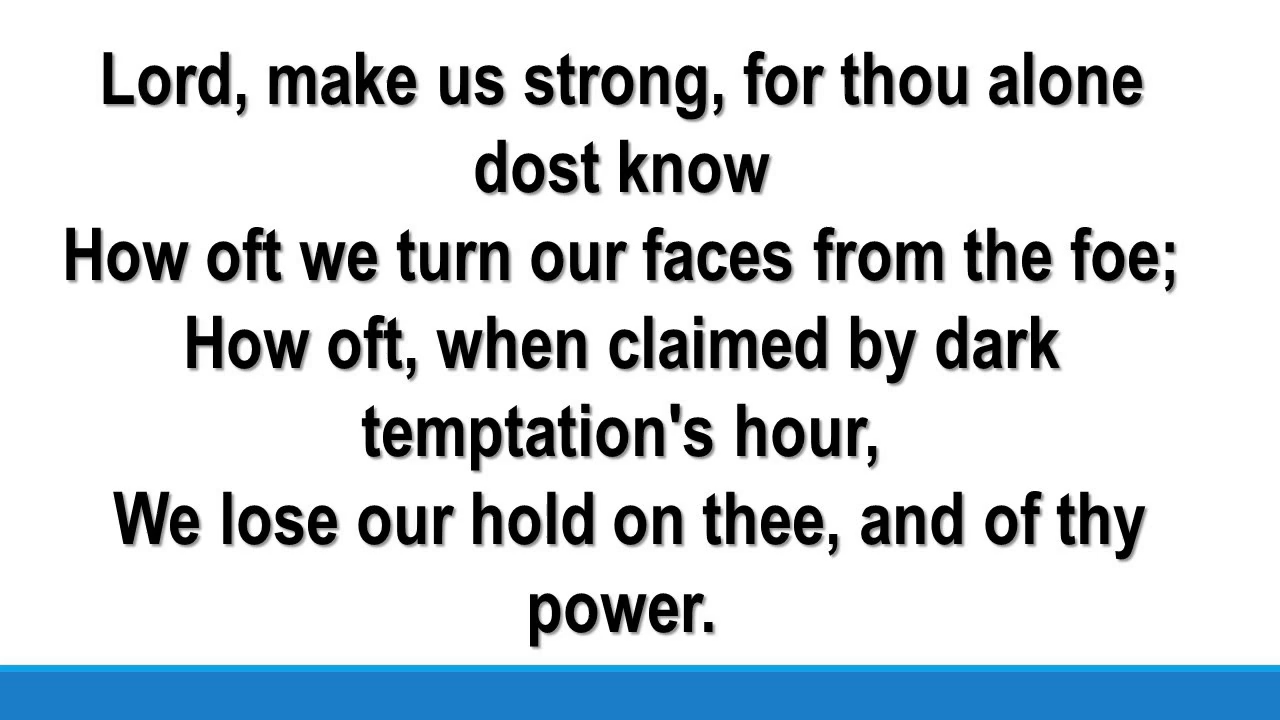 Lord, make us strong, for thou alone
dost know
How oft we turn our faces from the foe;
How oft, when claimed by dark
temptation's hour,
We lose our hold on thee, and of thy
power.